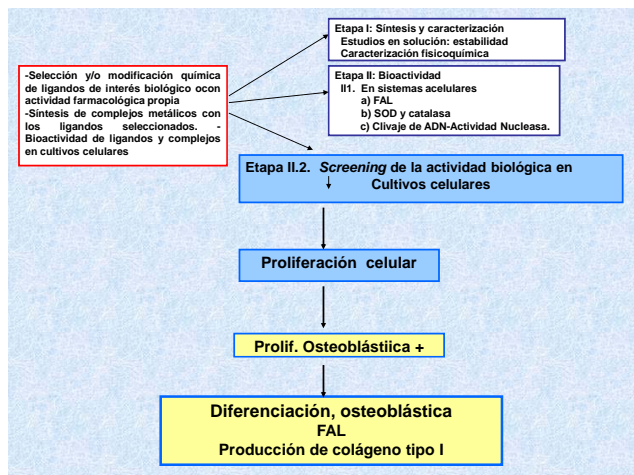 Etapa I: Síntesis y caracterización
Estudios en solución: estabilidad
Caracterización fisicoquímica
-Selección y/o modificación química
de ligandos de interés biológico ocon
actividad farmacológica propia
-Síntesis de complejos metálicos con
los ligandos seleccionados. -
Bioactividad de ligandos y complejos
en cultivos celulares
Etapa II: Bioactividad
II1. En sistemas acelulares
a) FAL
b) SOD y catalasa
c) Clivaje de ADN-Actividad Nucleasa.
Etapa II.2. Screening de la actividad biológica en
Cultivos celulares
Proliferación celular
Prolif. Osteoblástiica +
Diferenciación, osteoblástica
FAL
Producción de colágeno tipo I